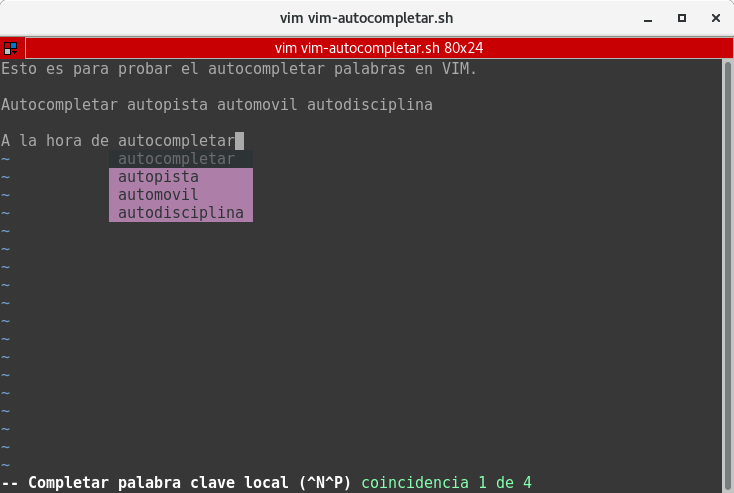 vim vim-autocompletar.sh
vim vim-autocompletar.sh 80x24
Esto es para probar el autocompletar palabras en VIM.
Autocompletar autopista automovil autodisciplina
A la hora de autocompletar
~ autocompletar
~ autopista
~ automovil
~ autodisciplina
~
~
~
~
~
~
~
~
~
~
~
~
~
~
-- Completar palabra clave local (^N^P) coincidencia 1 de 4